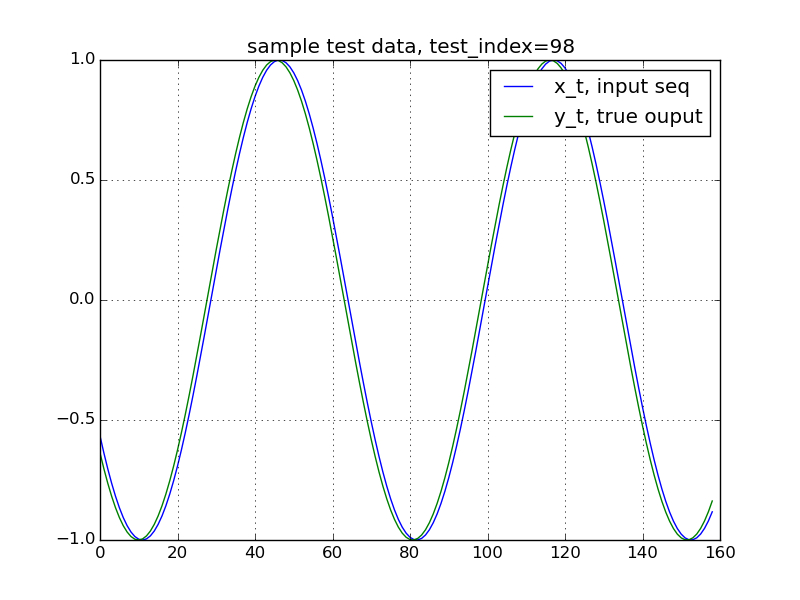 sample test data, test_index=98
x_t, input seq
y_t, true ouput
1.0
0.5
0.0
−0.5
−1.0
0 20 40 60 80 100 120 140 160